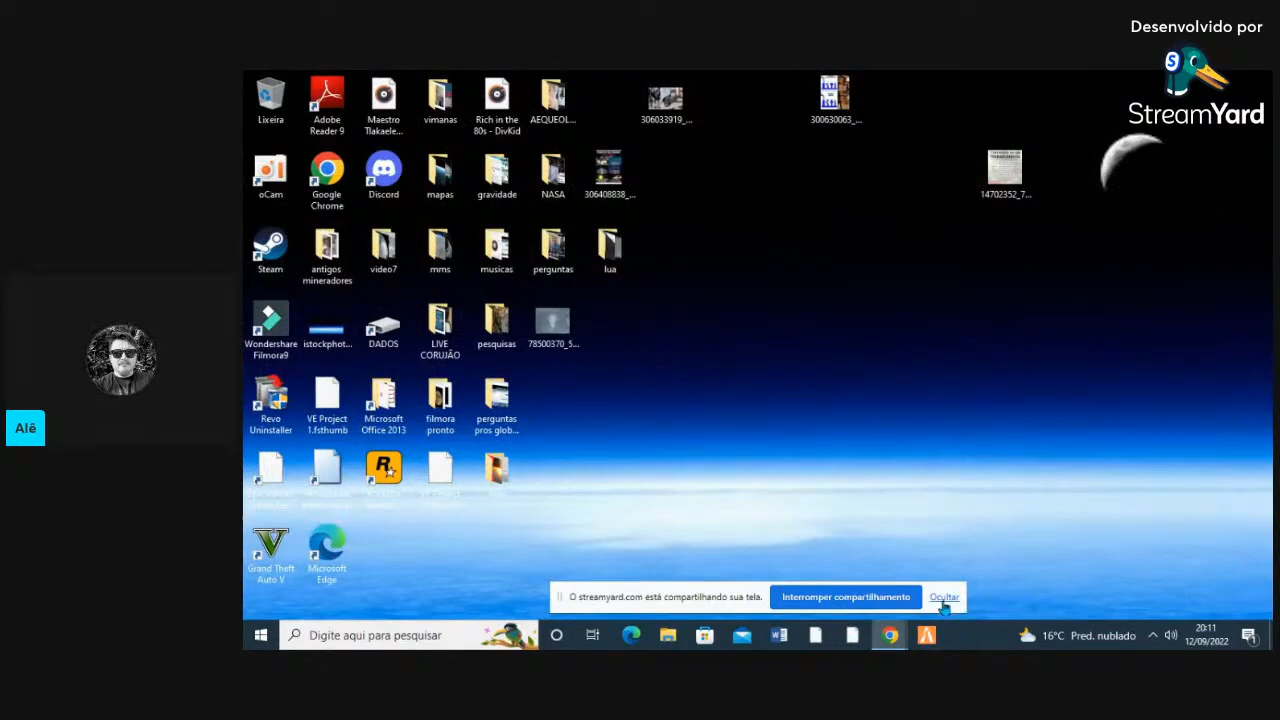 Desenvolvido por
StreamYard
Lixeira
Adobe
Reader 9
Maestro
Tlakaele...
vimanas
Rich in the
80s - DivKid
AEQUEOL...
306033919_...
300630063_...
oCam
Google
Chrome
Discord
mapas
gravidade
NASA
306408838_...
14702352_7...
Steam
antigos
mineradores
video7
mms
musicas
perguntas
lua
Wondershare
Filmora9
istockphot...
DADOS
LIVE
CORUJÃO
pesquisas
78500370_5...
Revo
Uninstaller
VE Project
1.fsthumb
Microsoft
Office 2013
filmora
pronto
perguntas
pros glob...
Alê
Grand Theft
Auto V
Microsoft
Edge
O streamyard.com está compartilhando sua tela.
Interromper compartilhamento
Ocultar
Digite aqui para pesquisar
16°C Pred. nublado
20:11
12/09/2022
1